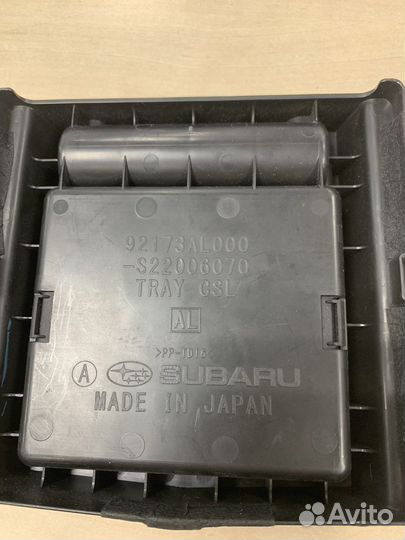 92173AL000
-S22006070
TRAY CSL
AL
>PP-TD16<
A SUBARU
MADE IN JAPAN
Avito